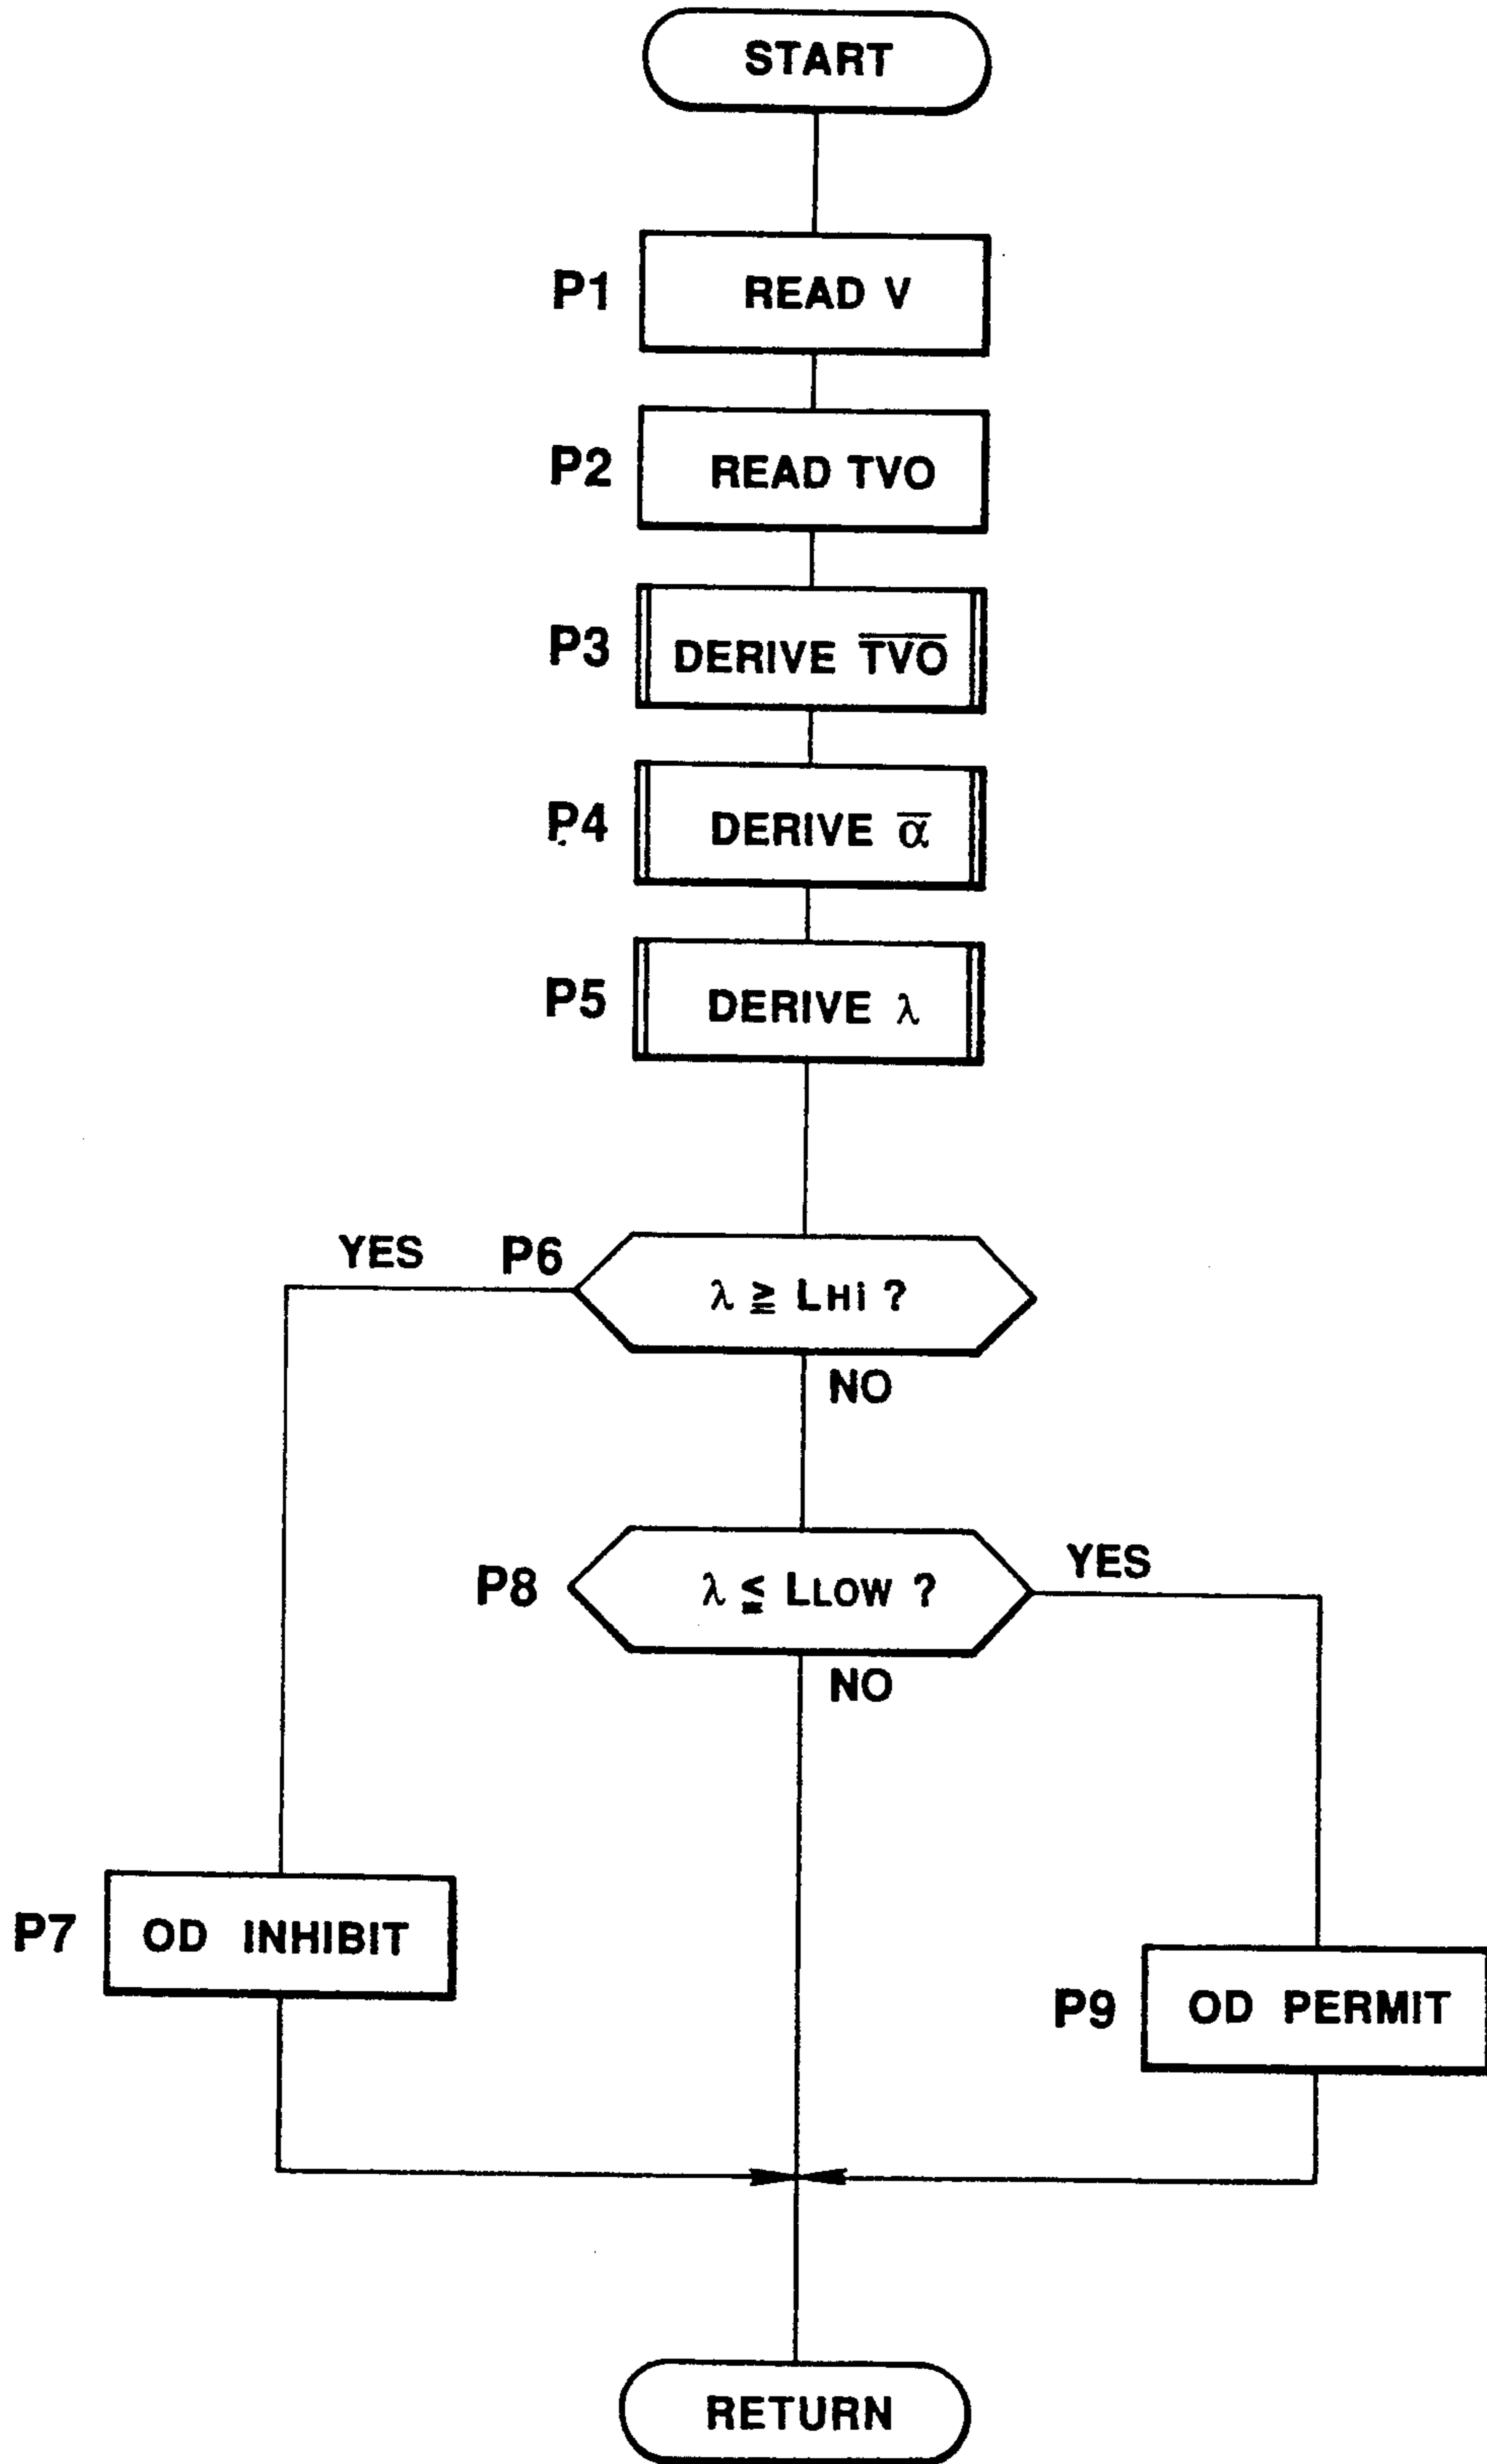 START
P1 READ V
P2 READ TVO
P3 DERIVE T̅V̅O̅
P4 DERIVE α̅
P5 DERIVE λ
YES P6 λ ≧ LHi ?
NO
P8 λ ≦ LLOW ? YES
NO
P7 OD INHIBIT
P9 OD PERMIT
RETURN